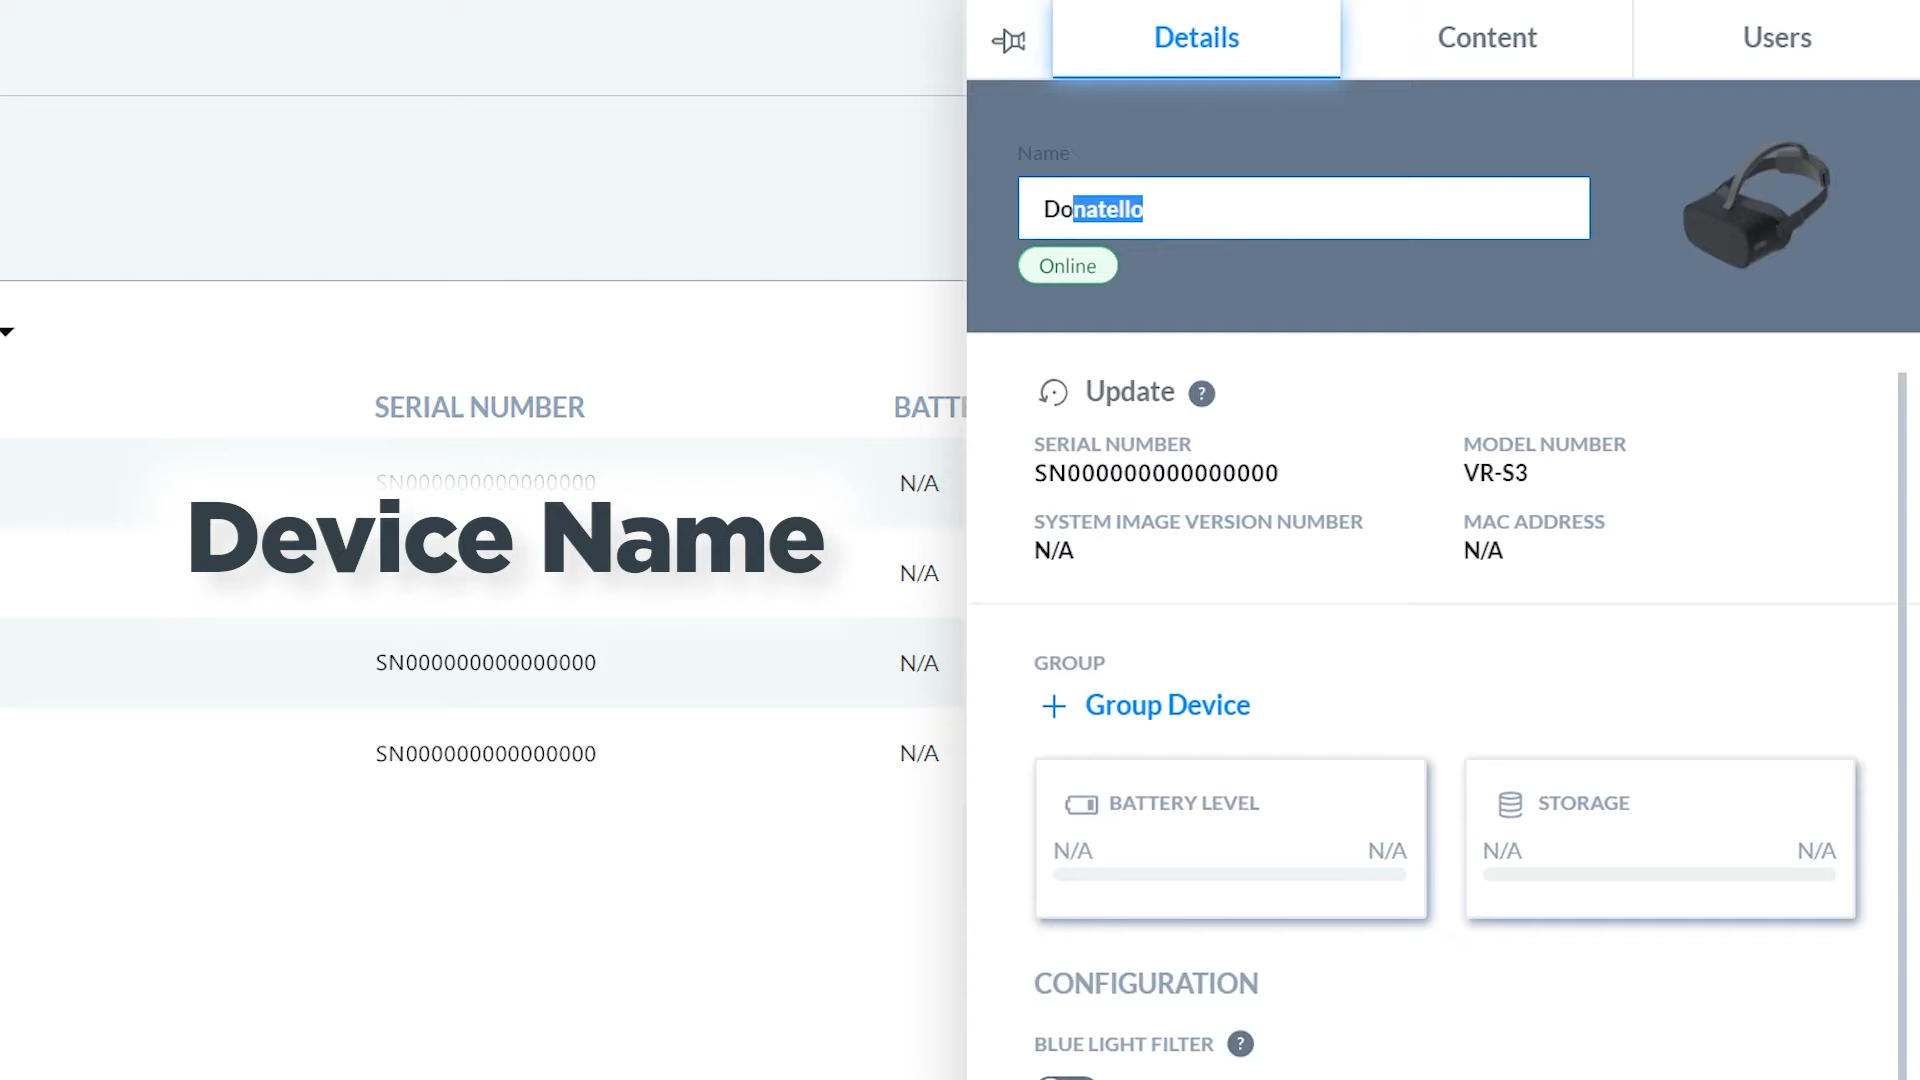 Details
Content
Users
Name
Donatello
Online
SERIAL NUMBER
BATT
SN000000000000000
N/A
Device Name
N/A
SN000000000000000
N/A
SN000000000000000
N/A
Update ?
SERIAL NUMBER
SN000000000000000
MODEL NUMBER
VR-S3
SYSTEM IMAGE VERSION NUMBER
N/A
MAC ADDRESS
N/A
GROUP
+ Group Device
BATTERY LEVEL
N/A N/A
STORAGE
N/A N/A
CONFIGURATION
BLUE LIGHT FILTER ?